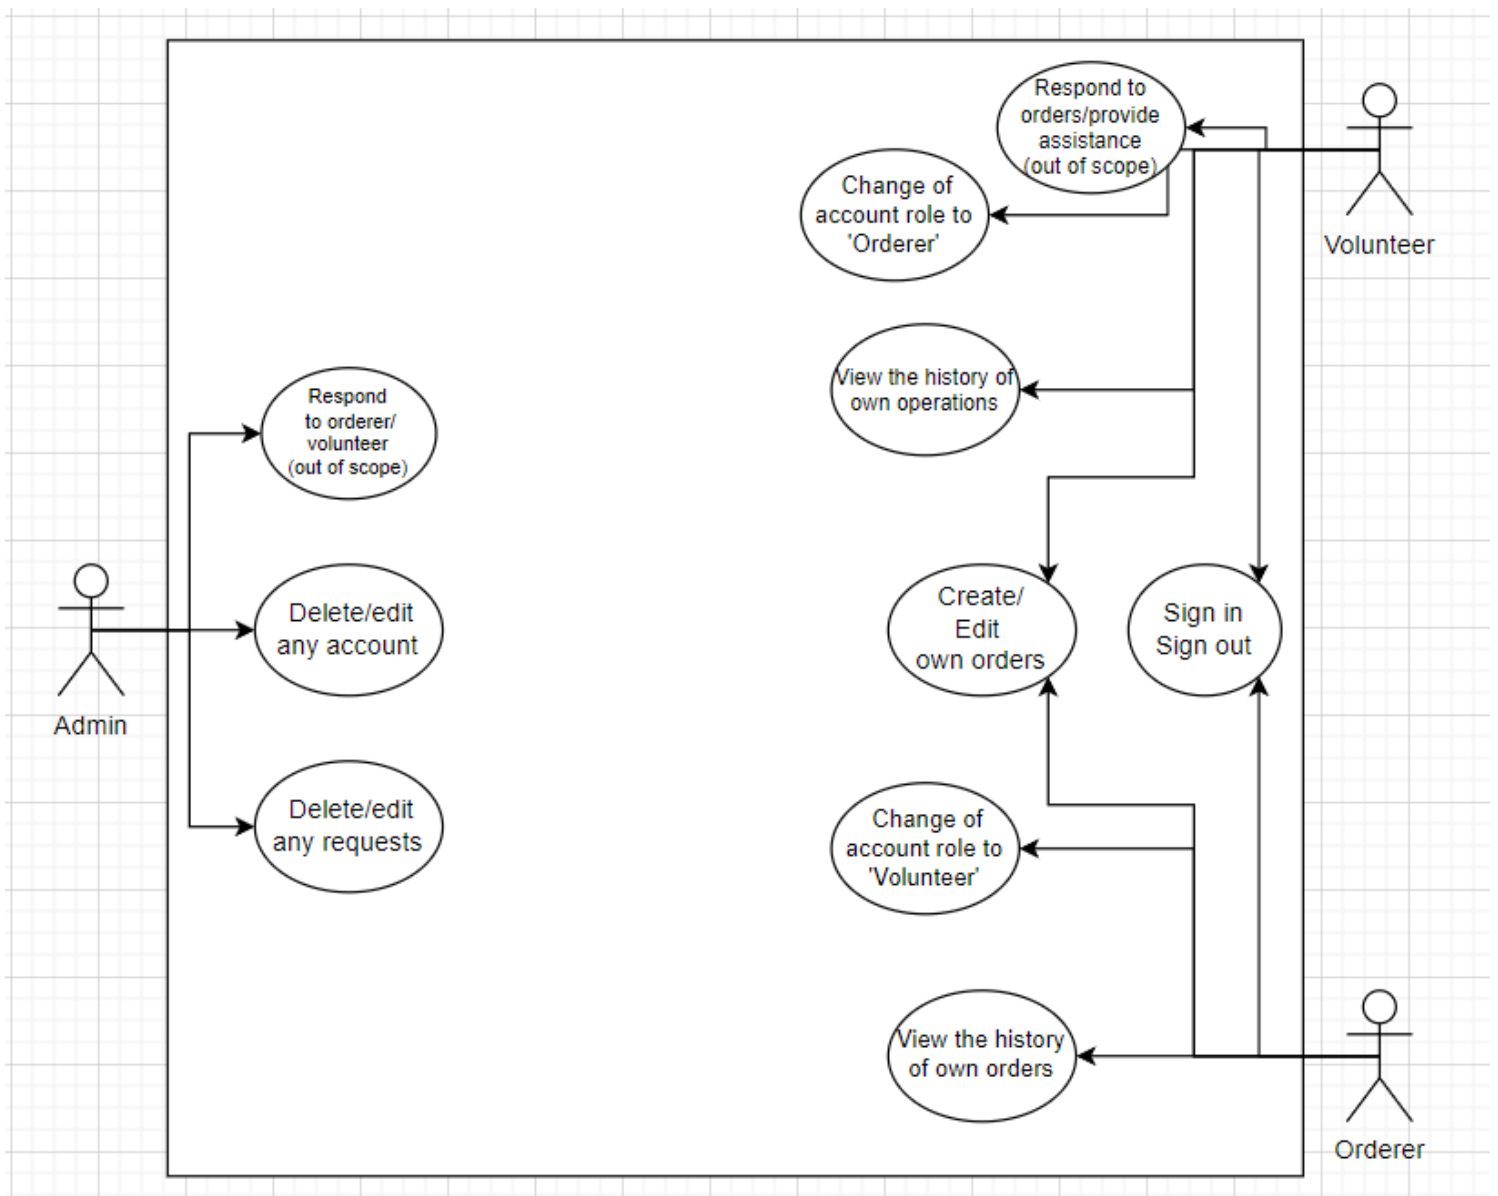 Respond to
orders/provide
assistance
(out of scope)
Change of
account role to
'Orderer'
Volunteer
View the history of
own operations
Respond
to orderer/
volunteer
(out of scope)
Delete/edit
any account
Create/
Edit
own orders
Sign in
Sign out
Admin
Delete/edit
any requests
Change of
account role to
'Volunteer'
View the history
of own orders
Orderer